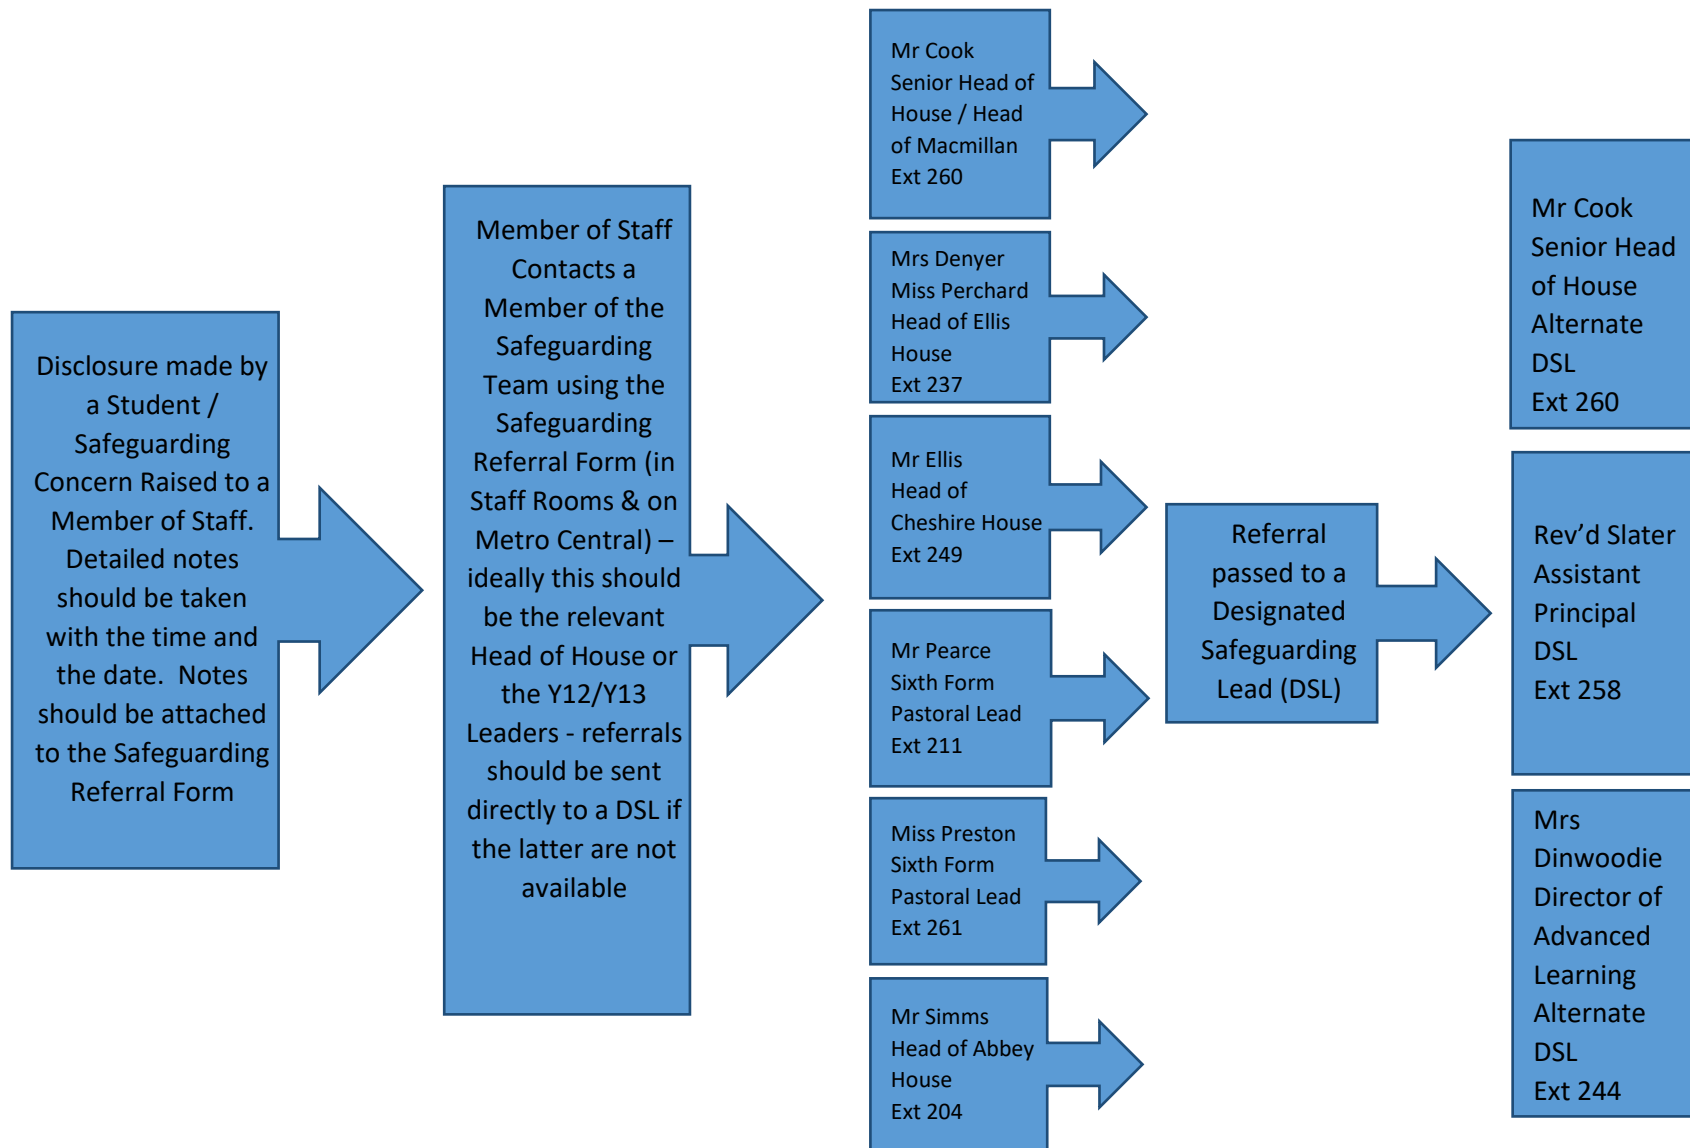 Disclosure made by
a Student /
Safeguarding
Concern Raised to a
Member of Staff.
Detailed notes
should be taken
with the time and
the date.  Notes
should be attached
to the Safeguarding
Referral Form
Member of Staff
Contacts a
Member of the
Safeguarding
Team using the
Safeguarding
Referral Form (in
Staff Rooms & on
Metro Central) –
ideally this should
be the relevant
Head of House or
the Y12/Y13
Leaders - referrals
should be sent
directly to a DSL if
the latter are not
available
Mr Cook
Senior Head of
House / Head
of Macmillan
Ext 260
Mrs Denyer
Miss Perchard
Head of Ellis
House
Ext 237
Mr Ellis
Head of
Cheshire House
Ext 249
Mr Pearce
Sixth Form
Pastoral Lead
Ext 211
Miss Preston
Sixth Form
Pastoral Lead
Ext 261
Mr Simms
Head of Abbey
House
Ext 204
Referral
passed to a
Designated
Safeguarding
Lead (DSL)
Mr Cook
Senior Head
of House
Alternate
DSL
Ext 260
Rev’d Slater
Assistant
Principal
DSL
Ext 258
Mrs
Dinwoodie
Director of
Advanced
Learning
Alternate
DSL
Ext 244